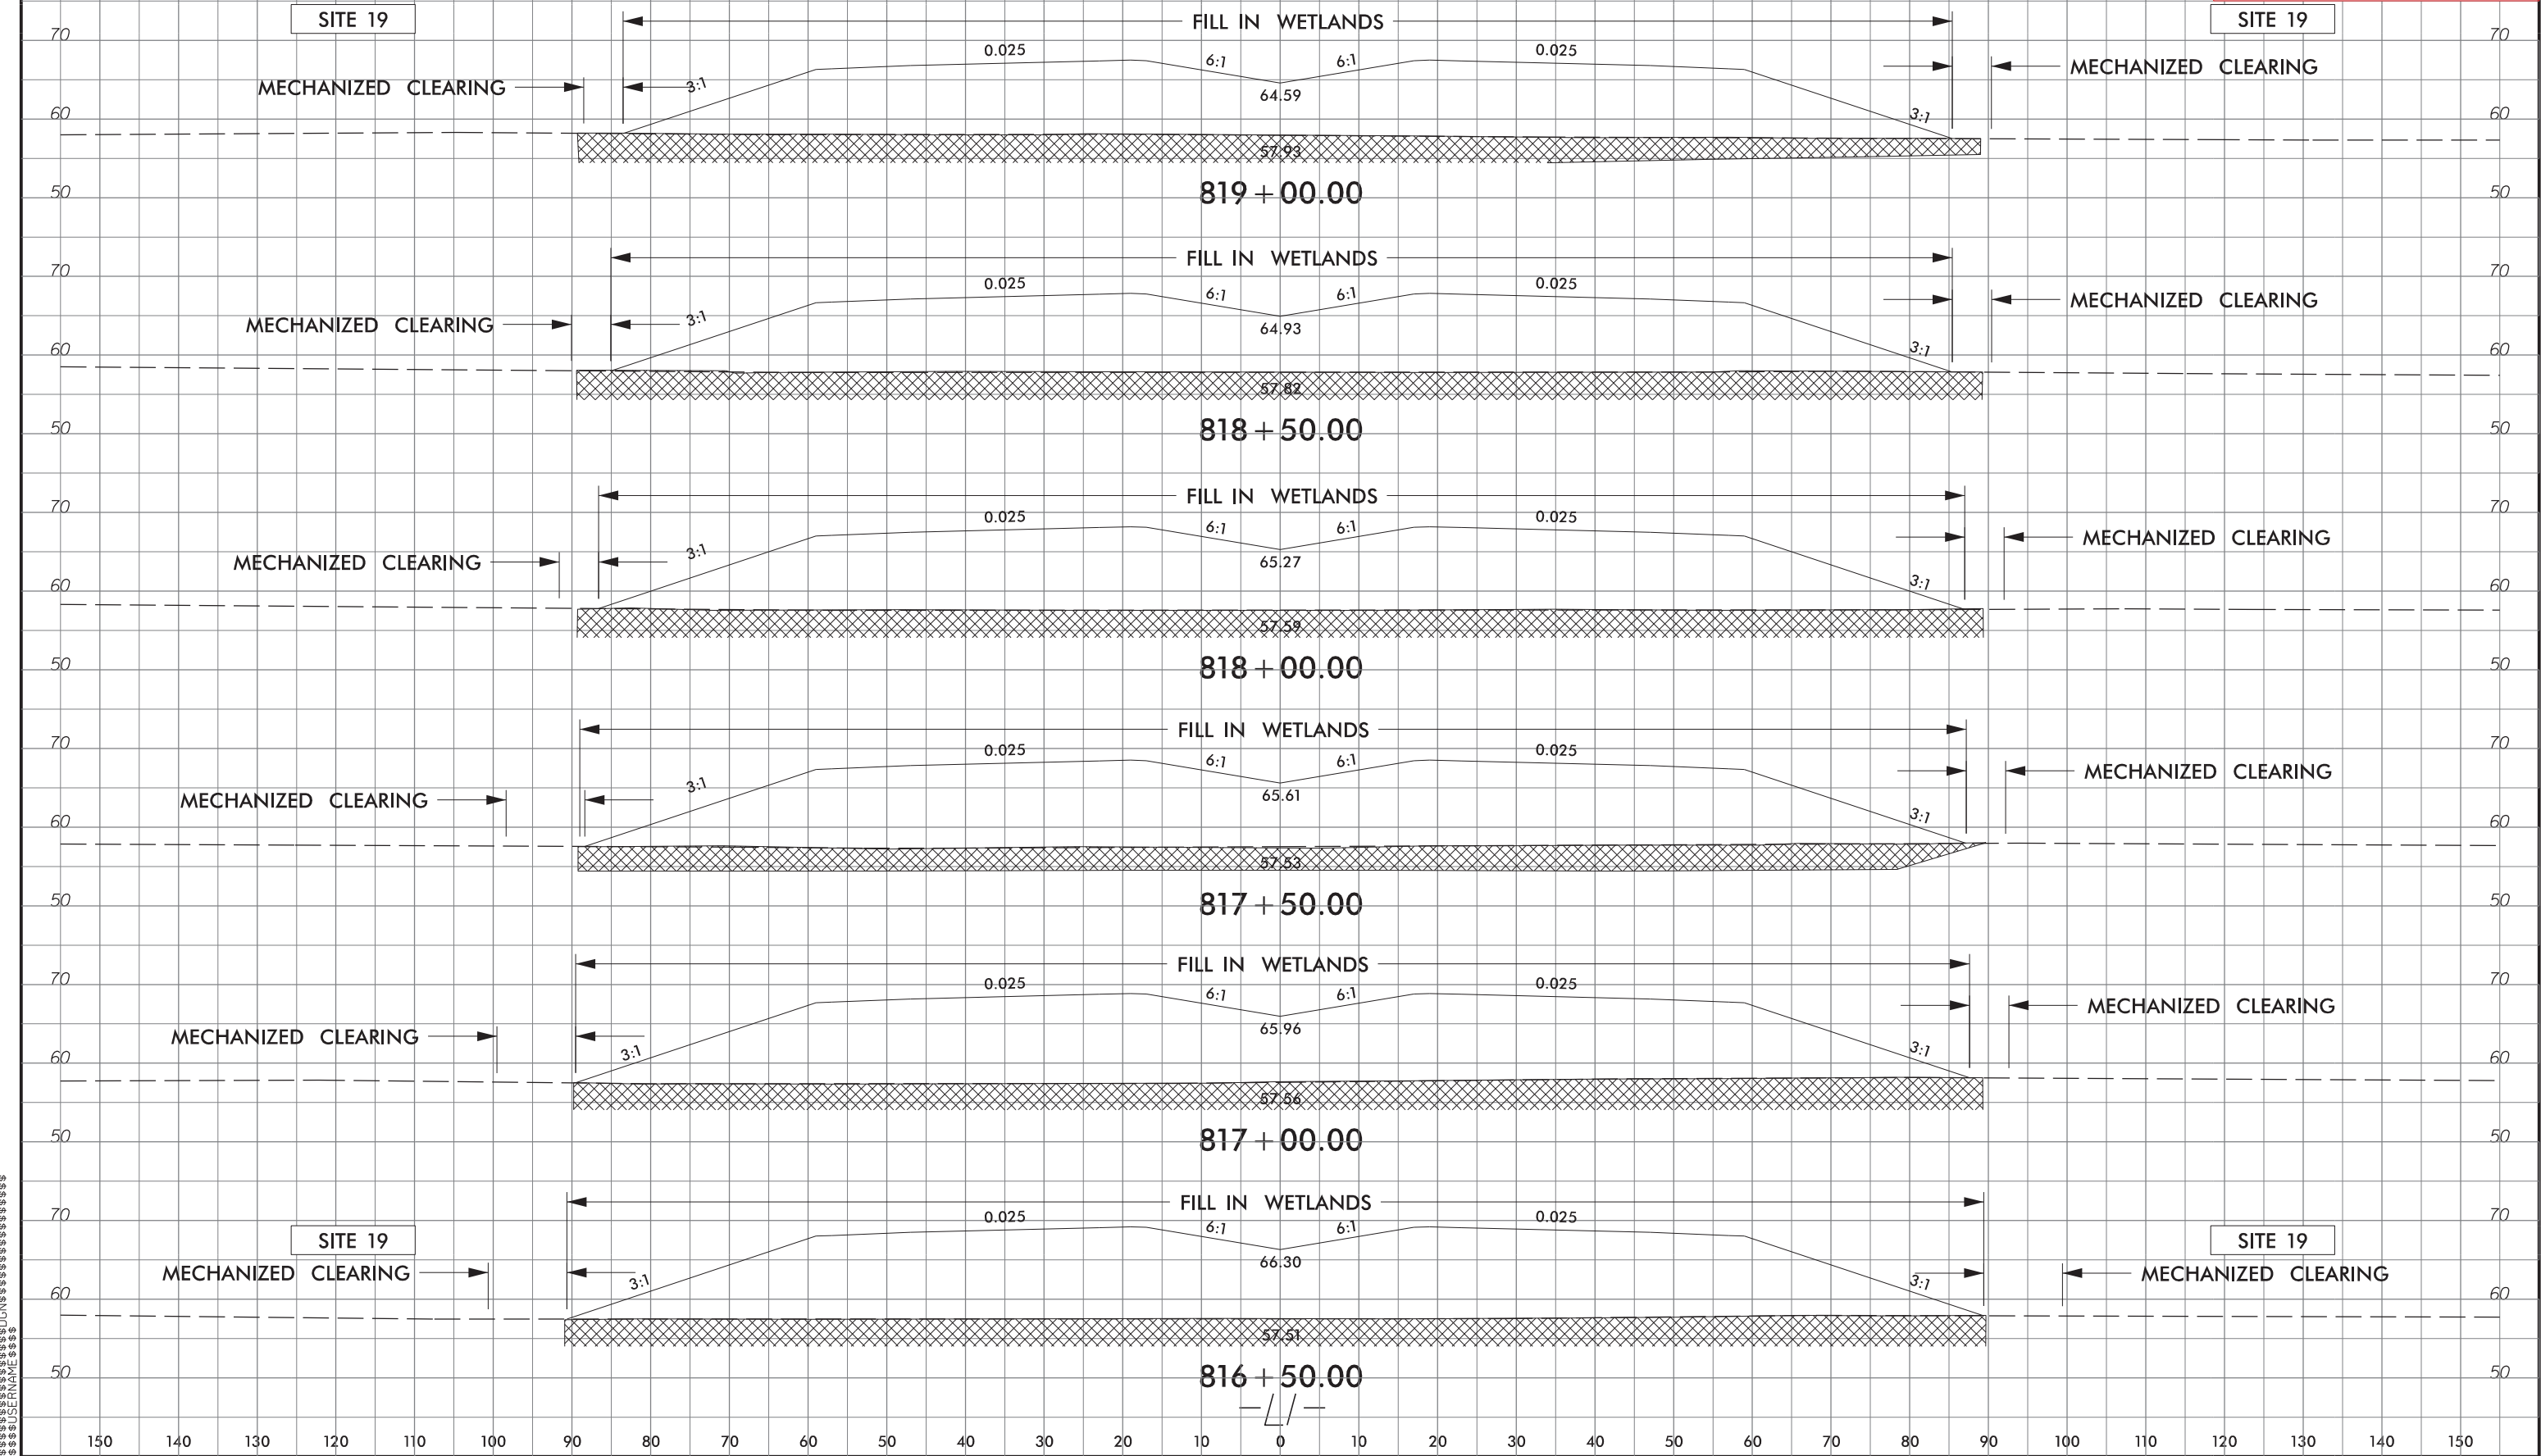 SITE 19 FILL IN WETLANDS SITE 19
70 0.025 6:1 6:1 0.025 70
MECHANIZED CLEARING 3:1 64.59 3:1 MECHANIZED CLEARING
60 60
57.93
50 819+00.00 50
FILL IN WETLANDS
70 0.025 6:1 6:1 0.025 70
MECHANIZED CLEARING 3:1 64.93 3:1 MECHANIZED CLEARING
60 60
57.82
50 818+50.00 50
FILL IN WETLANDS
70 0.025 6:1 6:1 0.025 70
MECHANIZED CLEARING 3:1 65.27 3:1 MECHANIZED CLEARING
60 60
57.59
50 818+00.00 50
FILL IN WETLANDS
70 0.025 6:1 6:1 0.025 70
MECHANIZED CLEARING 3:1 65.61 3:1 MECHANIZED CLEARING
60 60
57.53
50 817+50.00 50
FILL IN WETLANDS
70 0.025 6:1 6:1 0.025 70
MECHANIZED CLEARING 3:1 65.96 3:1 MECHANIZED CLEARING
60 60
57.56
50 817+00.00 50
FILL IN WETLANDS
70 0.025 6:1 6:1 0.025 70
SITE 19 SITE 19
MECHANIZED CLEARING 3:1 66.30 3:1 MECHANIZED CLEARING
60 60
57.51
50 816+50.00 50
-L-
150 140 130 120 110 100 90 80 70 60 50 40 30 20 10 0 10 20 30 40 50 60 70 80 90 100 110 120 130 140 150
$$$$USERNAME$$$$